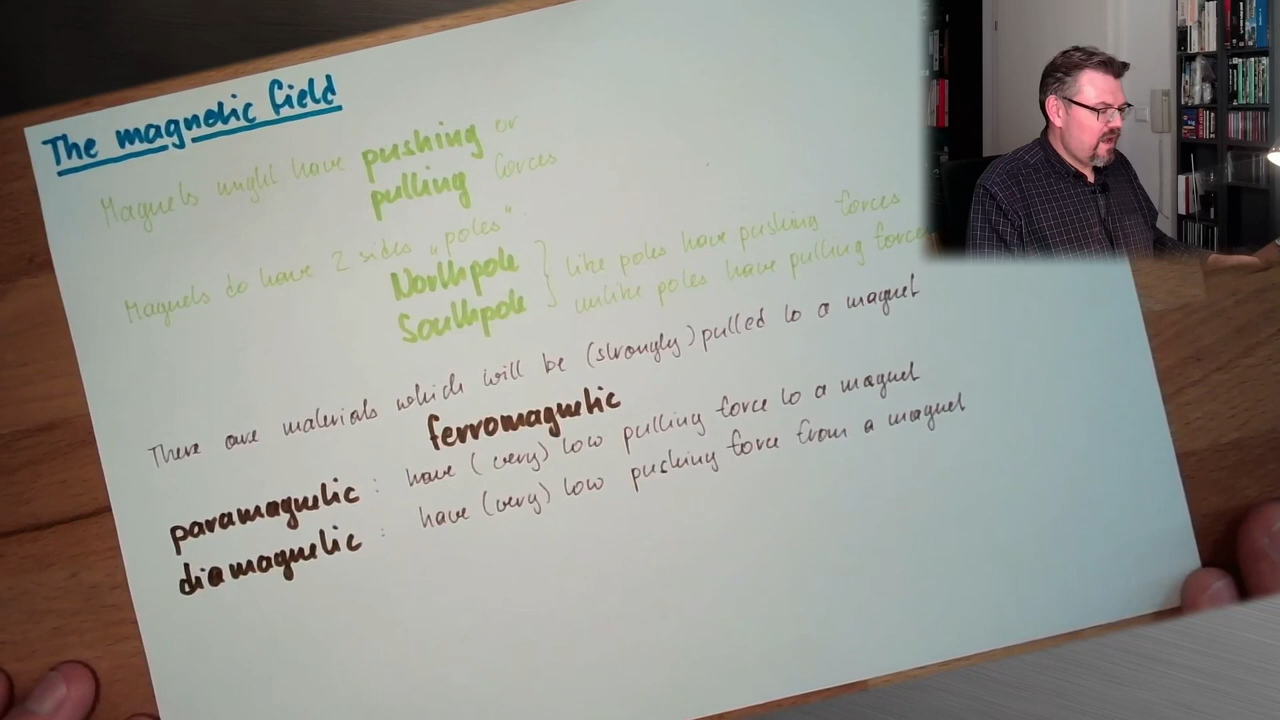 The magnetic field
Magnets might have pushing or
pulling forces
Magnets do have 2 sides „poles"
Northpole
Southpole
like poles have pushing forces
unlike poles have pulling forces
There are materials which will be (strongly) pulled to a magnet
ferromagnetic
paramagnetic : have (very) low pulling force to a magnet
diamagnetic : have (very) low pushing force from a magnet